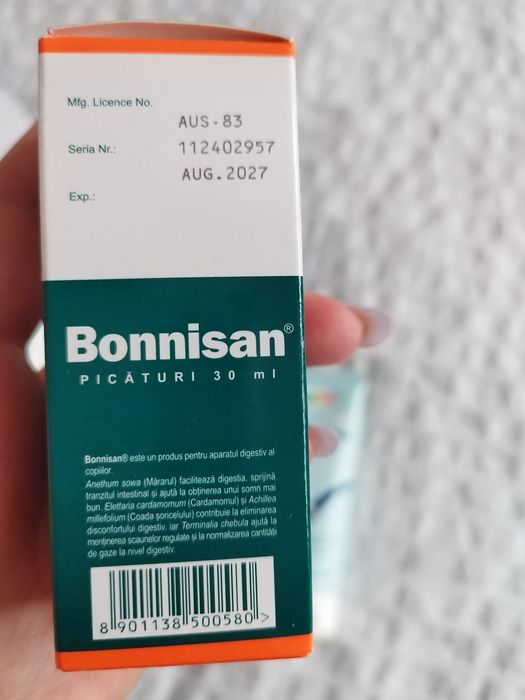 Mfg. Licence No.
AUS-83
Seria Nr.:
112402957
AUG.2027
Exp.:
Bonnisan®
PICĂTURI 30 ml
Bonnisan® este un produs pentru aparatul digestiv al
copiilor.
Anethum sowa (Mărarul) facilitează digestia, sprijină
tranzitul intestinal și ajută la obținerea unui somn mai
bun. Elettaria cardamomum (Cardamomul) și Achillea
millefolium (Coada șoricelului) contribuie la eliminarea
disconfortului digestiv. iar Terminalia chebula ajută la
menținerea scaunelor regulate și la normalizarea cantității
de gaze la nivel digestiv.
8 901138 500580 >